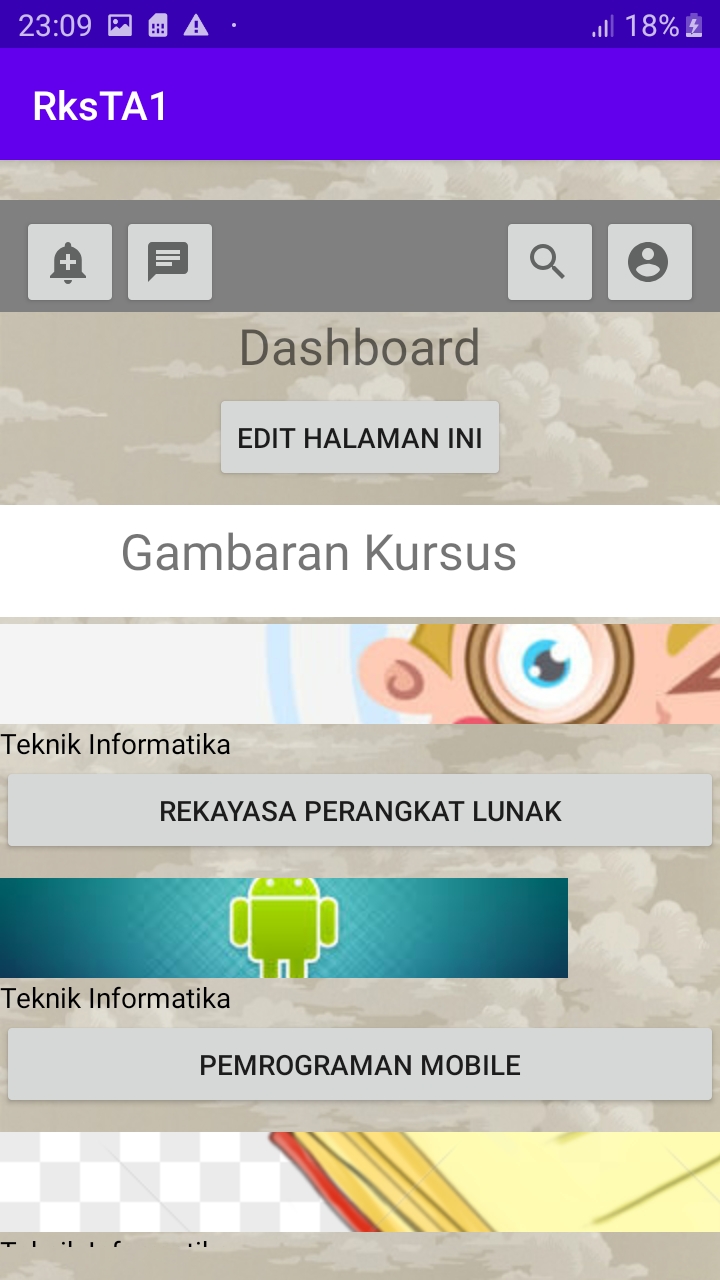 23:09
18%
RksTA1
Dashboard
EDIT HALAMAN INI
Gambaran Kursus
Teknik Informatika
REKAYASA PERANGKAT LUNAK
Teknik Informatika
PEMROGRAMAN MOBILE